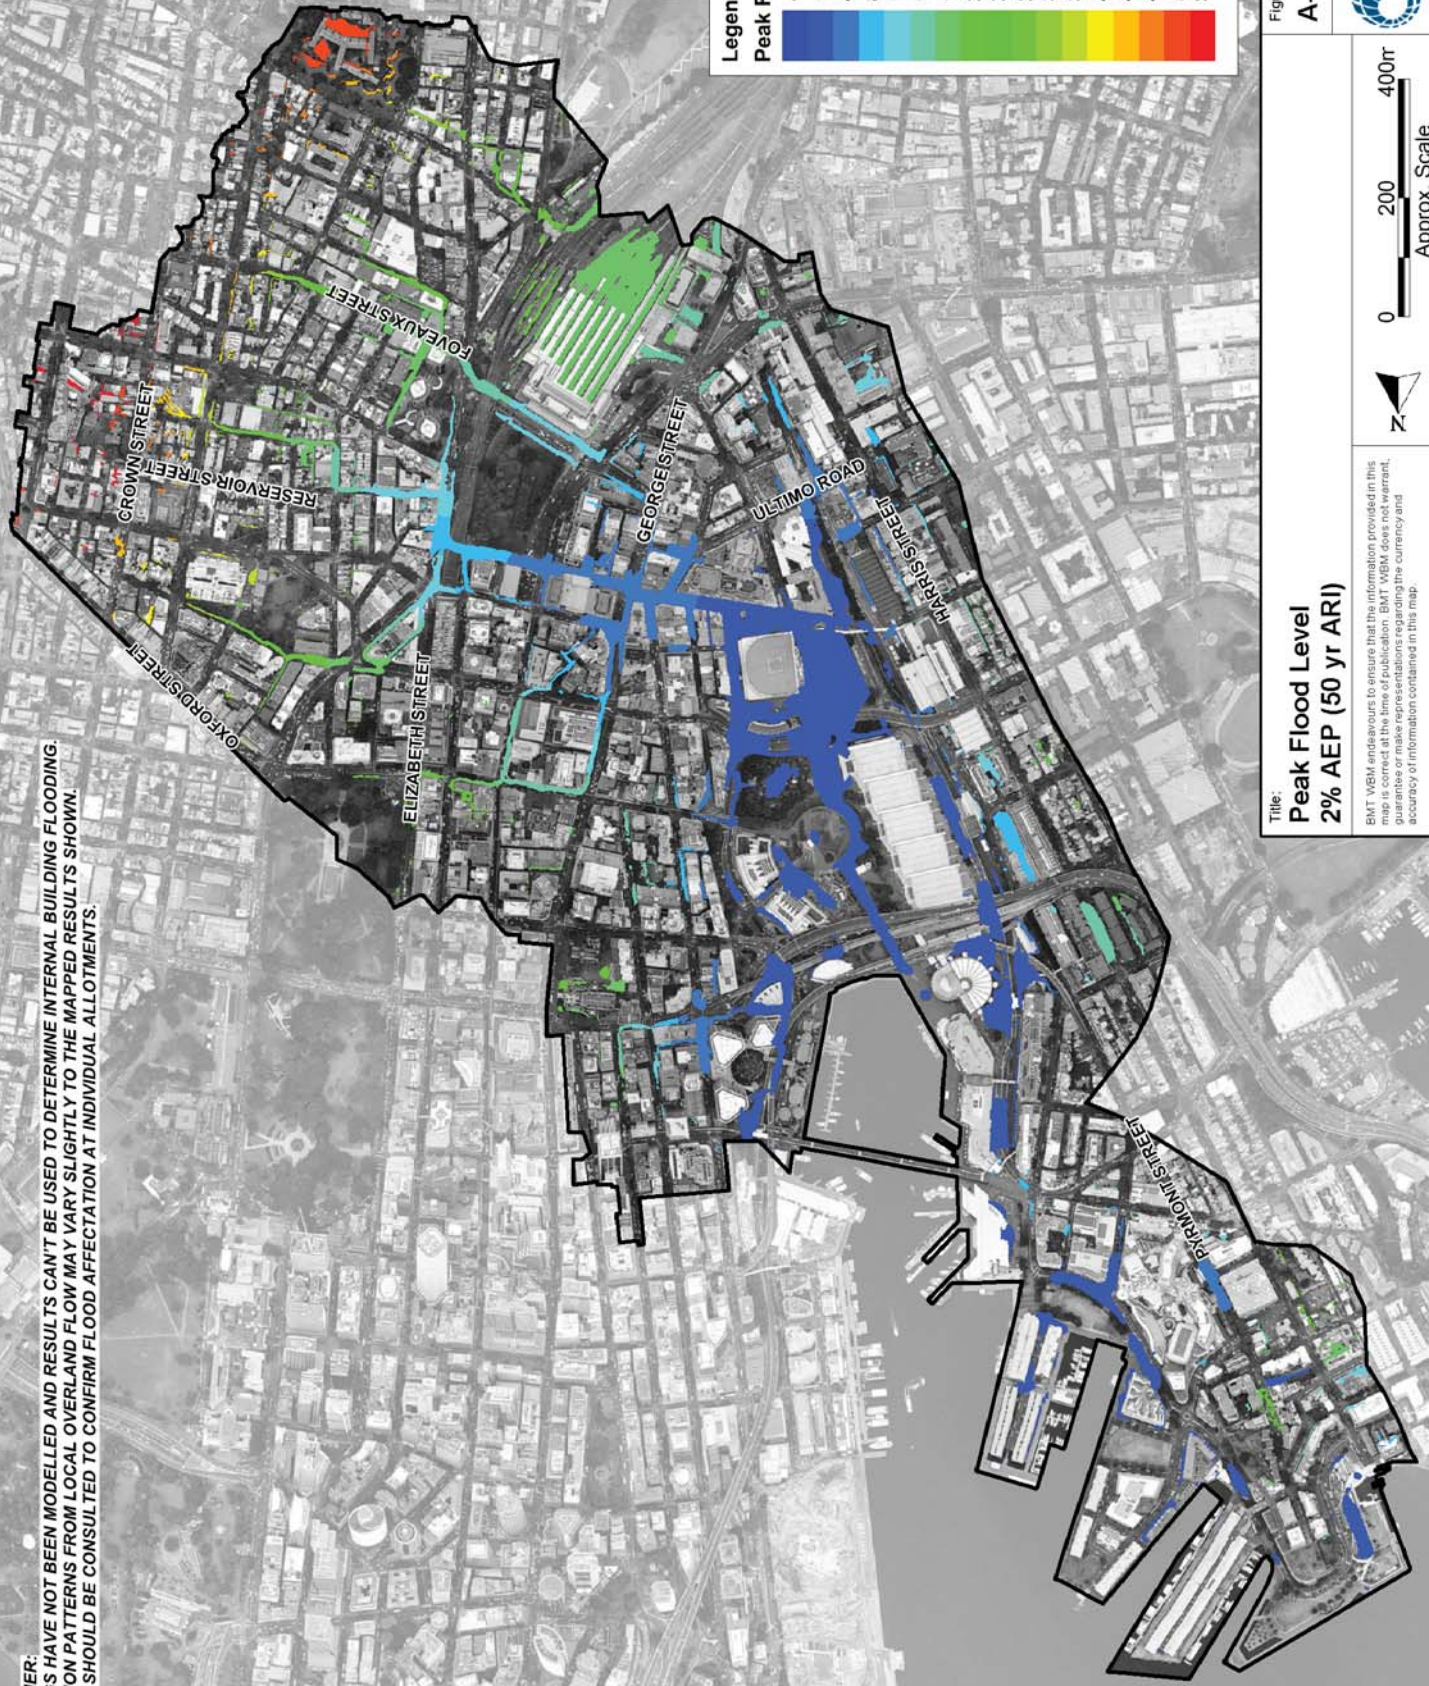 ER:
S HAVE NOT BEEN MODELLED AND RESULTS CAN'T BE USED TO DETERMINE INTERNAL BUILDING FLOODING.
ON PATTERNS FROM LOCAL OVERLAND FLOW MAY VARY SLIGHTLY TO THE MAPPED RESULTS SHOWN.
SHOULD BE CONSULTED TO CONFIRM FLOOD AFFECTATION AT INDIVIDUAL ALLOTMENTS.
OXFORD STREET
CROWN STREET
RESERVOIR STREET
FOVEAUX STREET
ELIZABETH STREET
GEORGE STREET
ULTIMO ROAD
HARRIS STREET
PYRMONT STREET
Legen
Peak F
Title:
Peak Flood Level
2% AEP (50 yr ARI)
BMT WBM endeavours to ensure that the information provided in this
map is correct at the time of publication. BMT WBM does not warrant,
guarantee or make representations regarding the currency and
accuracy of information contained in this map.
N
0 200 400m
Approx. Scale
Fig
A-